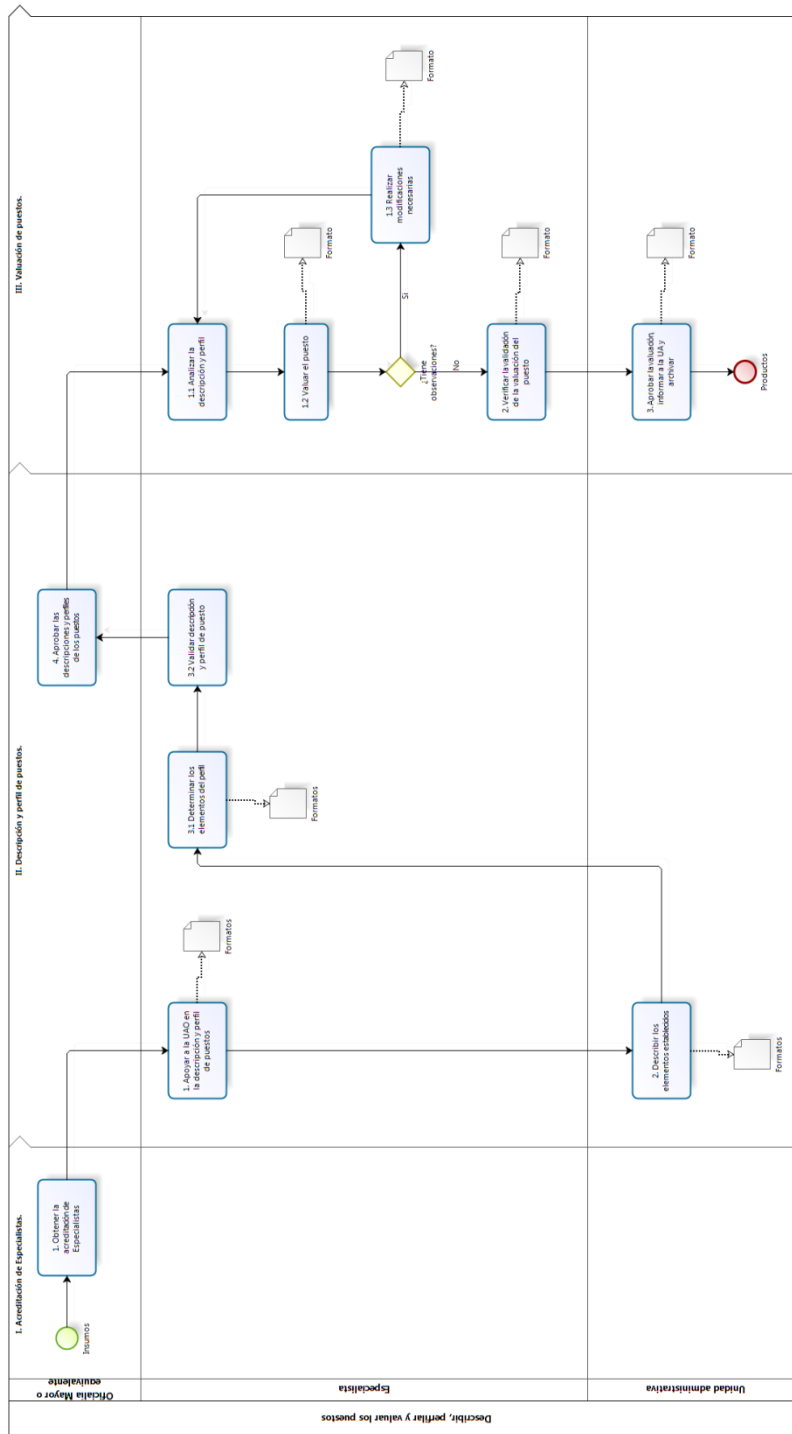 Describir, perfilar y valuar los puestos
Oficialía Mayor o
equivalente
Especialista
Unidad administrativa
I. Acreditación de Especialistas.
II. Descripción y perfil de puestos.
III. Valuación de puestos.
Insumos
1. Obtener la
acreditación de
Especialistas
1. Apoyar a la UAO en
la descripción y perfil
de puestos
Formatos
2. Describir los
elementos establecidos
Formatos
3.1 Determinar los
elementos del perfil
Formatos
3.2 Validar descripción
y perfil de puesto
4. Aprobar las
descripciones y perfiles
de los puestos
1.1 Analizar la
descripción y perfil
1.2 Valuar el puesto
Formato
¿Tiene
observaciones?
Sí
No
1.3 Realizar
modificaciones
necesarias
Formato
2. Verificar la validación
de la valuación del
puesto
Formato
3. Aprobar la valuación,
informar a la UA y
archivar
Formato
Productos